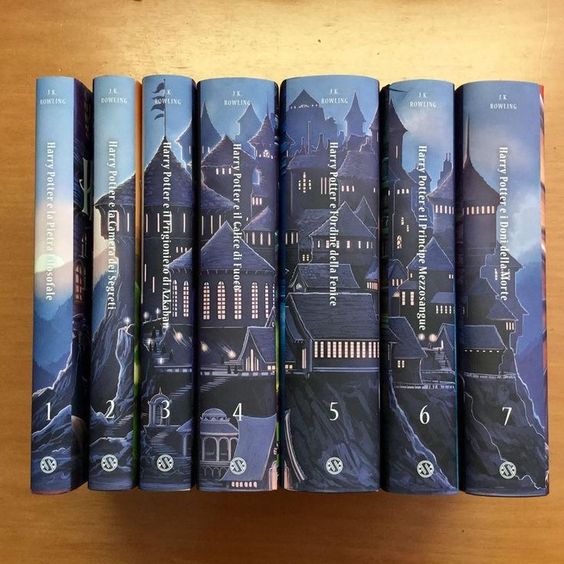 J.K.
ROWLING
Harry Potter e la Pietra Filosofale
1
J.K.
ROWLING
Harry Potter e la Camera dei Segreti
2
J.K.
ROWLING
Harry Potter e il Prigioniero di Azkaban
3
J.K.
ROWLING
Harry Potter e il Calice di Fuoco
4
J.K.
ROWLING
Harry Potter e l'Ordine della Fenice
5
J.K.
ROWLING
Harry Potter e il Principe Mezzosangue
6
J.K.
ROWLING
Harry Potter e i Doni della Morte
7